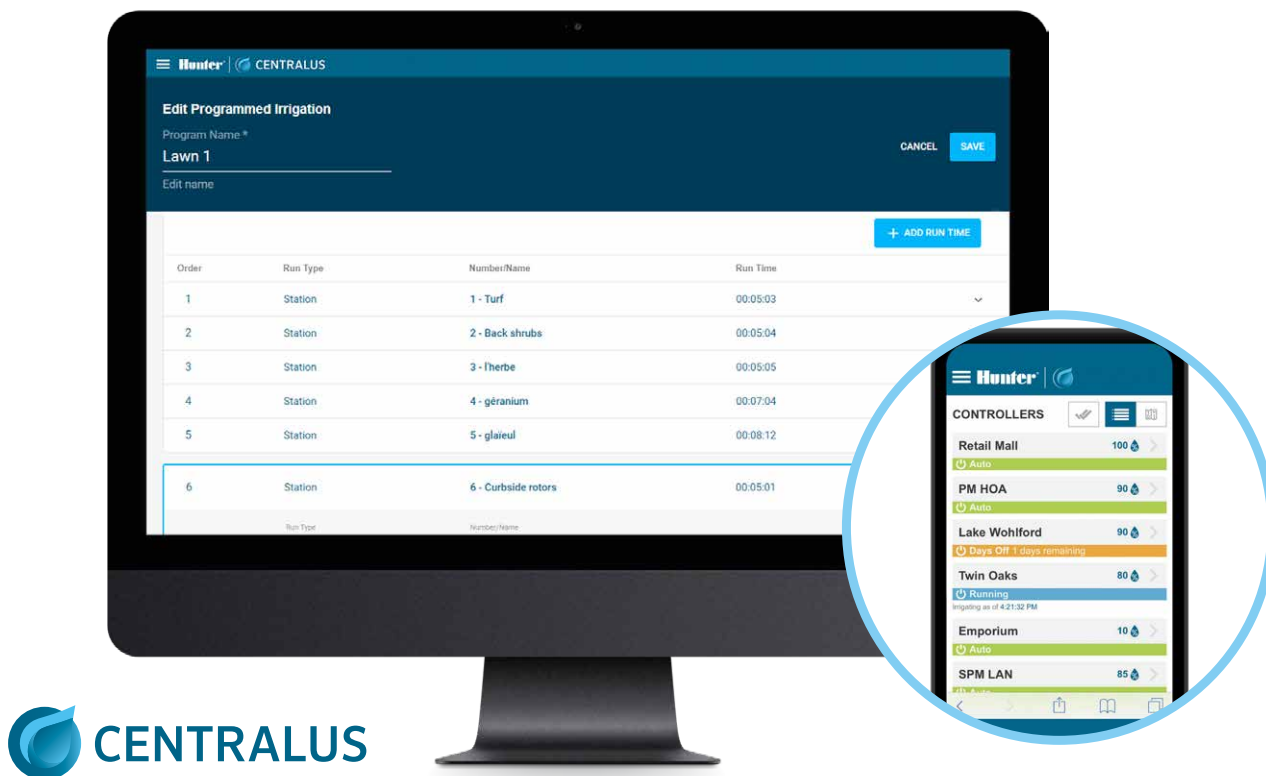 Hunter CENTRALUS
Edit Programmed Irrigation
Program Name *
Lawn 1
CANCEL SAVE
Edit name
+ ADD RUN TIME
Order Run Type Number/Name Run Time
1 Station 1 - Turf 00:05:03
2 Station 2 - Back shrubs 00:05:04
3 Station 3 - l'herbe 00:05:05
4 Station 4 - géranium 00:07:04
5 Station 5 - glaïeul 00:08:12
6 Station 6 - Curbside rotors 00:05:01
Run Type Number/Name
Hunter
CONTROLLERS
Retail Mall 100
Auto
PM HOA 90
Auto
Lake Wohlford 90
Days Off 1 days remaining
Twin Oaks 80
Running
Irrigating as of 4:21:32 PM
Emporium 10
Auto
SPM LAN 85
Auto
CENTRALUS